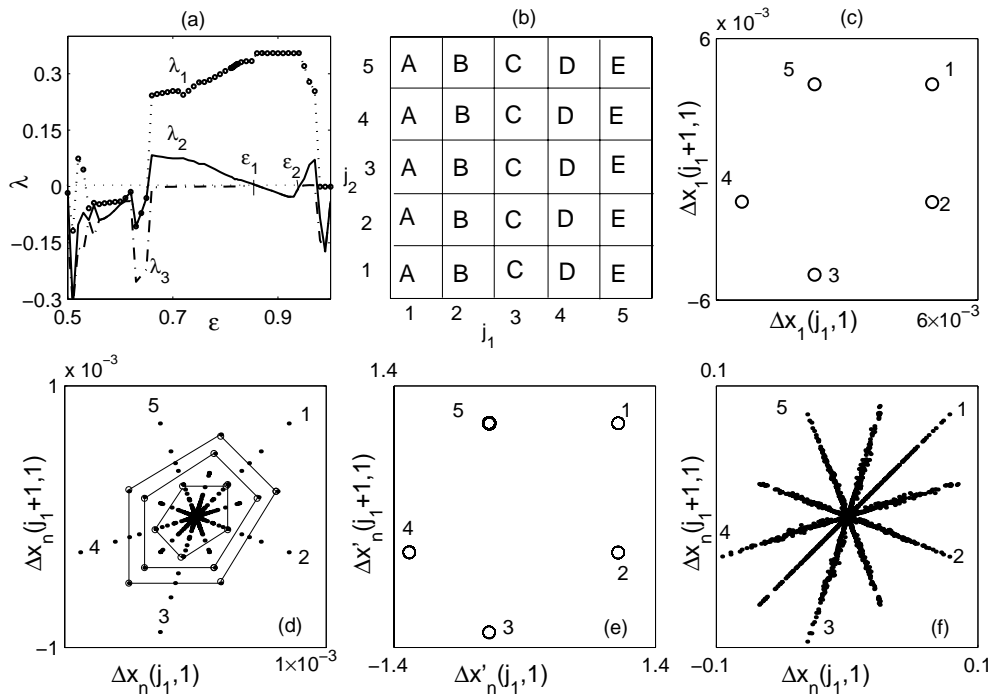 (a)
0.3
0.15
0
−0.15
−0.3
λ
λ1
λ2
λ3
ε1
ε2
0.5 0.7 0.9
ε
(b)
5 A B C D E
4 A B C D E
3 A B C D E
2 A B C D E
1 A B C D E
j2
1 2 3 4 5
j1
(c)
x 10−3
6
5 1
4 2
3
−6
Δx1(j1+1,1)
Δx1(j1,1)
6×10−3
x 10−3
1
5 1
4 2
3
(d)
−1
Δxn(j1+1,1)
Δxn(j1,1)
1×10−3
1.4
5 1
4 2
3
(e)
Δx'n(j1+1,1)
−1.4 1.4
Δx'n(j1,1)
0.1
5 1
4 2
3
(f)
Δxn(j1+1,1)
−0.1 0.1
Δxn(j1,1)